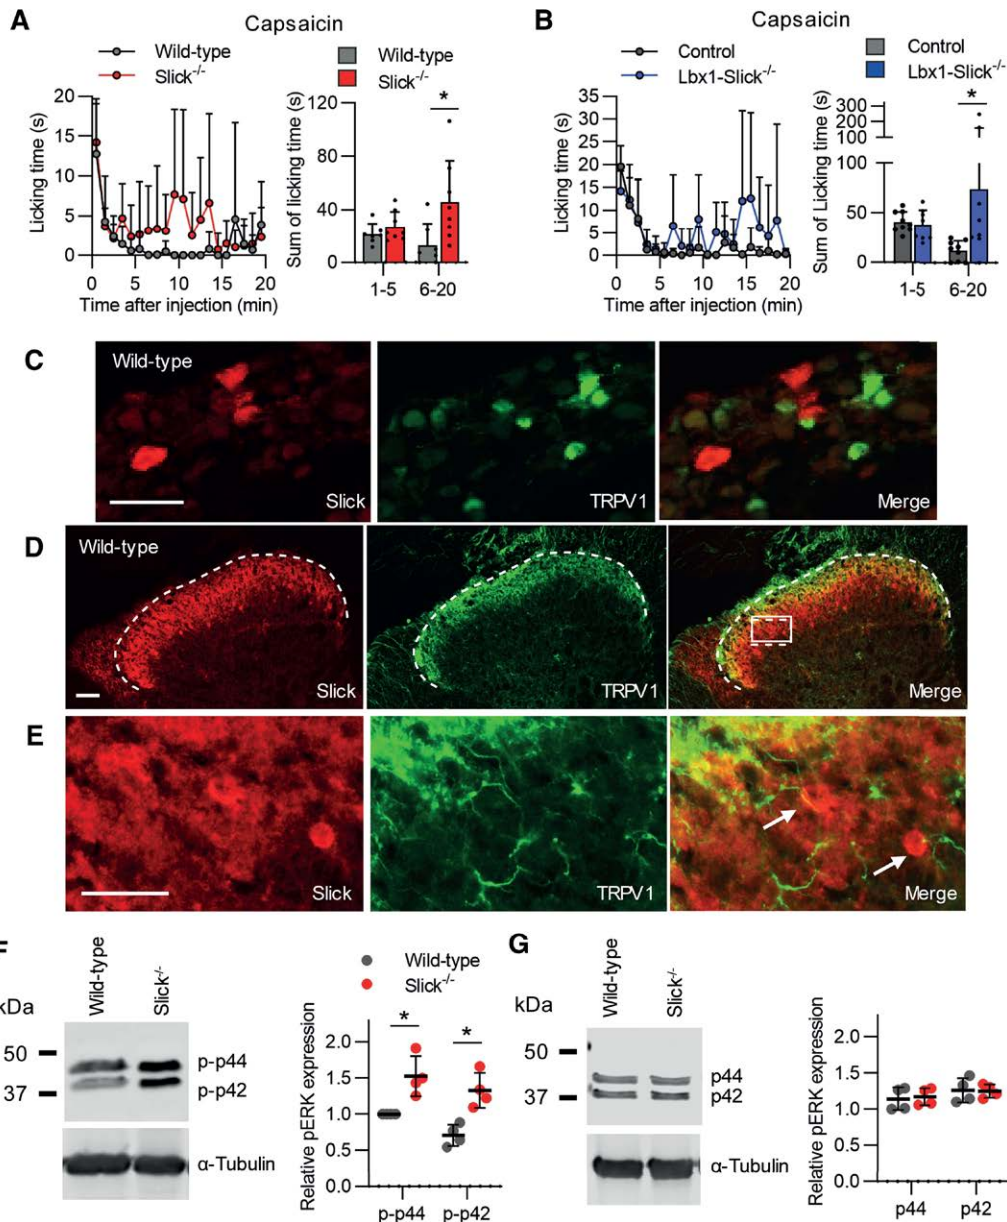 A
Capsaicin
Wild-type
Slick-/-
Wild-type
Slick-/-
Licking time (s)
20
15
10
5
0
0 5 10 15 20
Time after injection (min)
Sum of licking time (s)
120
80
40
0
*
1-5 6-20
B
Capsaicin
Control
Lbx1-Slick-/-
Control
Lbx1-Slick-/-
Licking time (s)
35
30
25
20
15
10
5
0
0 5 10 15 20
Time after injection (min)
Sum of Licking time (s)
300
200
100
100
50
0
*
1-5 6-20
C
Wild-type
Slick
TRPV1
Merge
D
Wild-type
Slick
TRPV1
Merge
E
Slick
TRPV1
Merge
F
kDa
Wild-type
Slick-/-
50
37
p-p44
p-p42
α-Tubulin
Wild-type
Slick-/-
Relative pERK expression
2.0
1.5
1.0
0.5
0.0
*
*
p-p44 p-p42
G
kDa
Wild-type
Slick-/-
50
37
p44
p42
α-Tubulin
Relative pERK expression
2.0
1.5
1.0
0.5
0.0
p44 p42